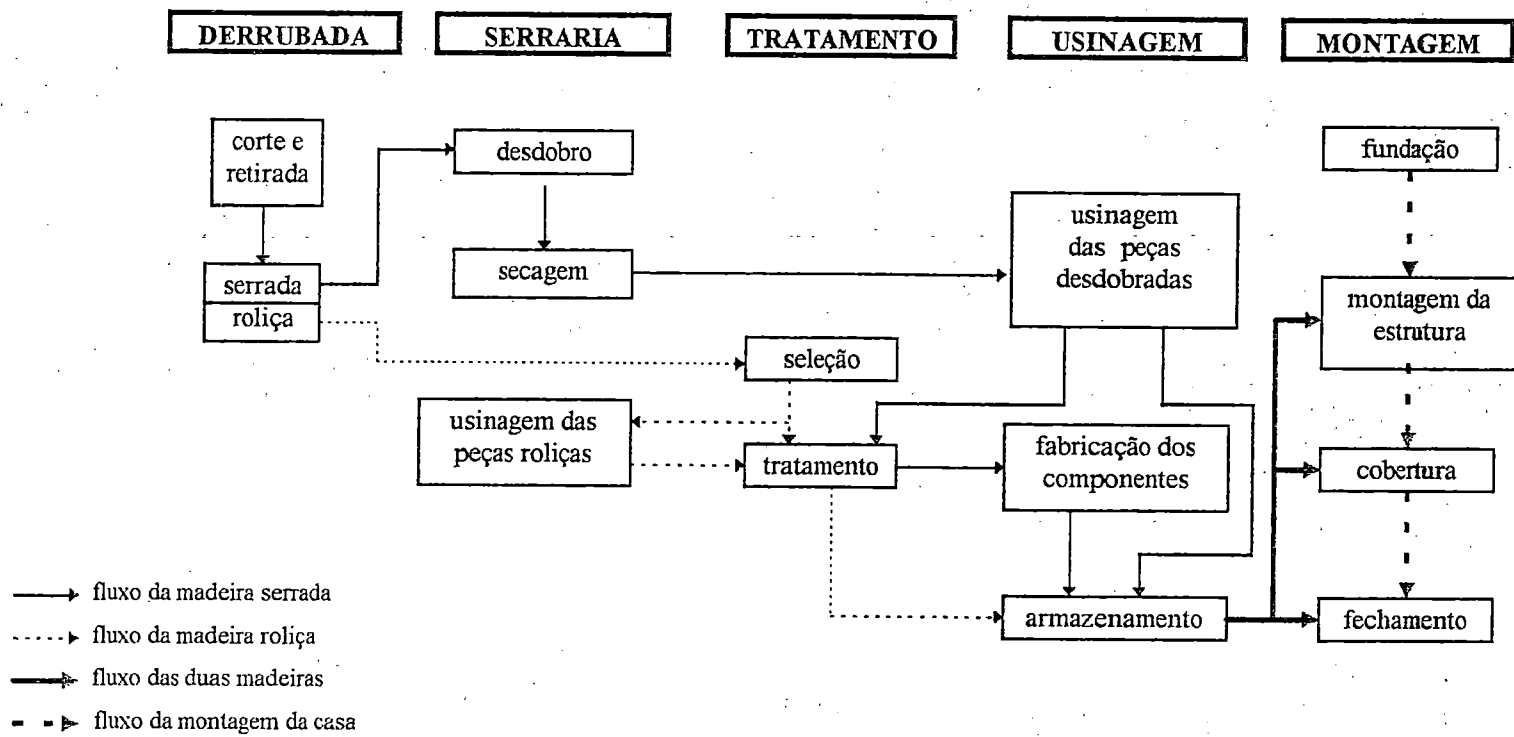 DERRUBADA
SERRARIA
TRATAMENTO
USINAGEM
MONTAGEM
corte e
retirada
serrada
roliça
desdobro
secagem
usinagem das
peças roliças
seleção
tratamento
usinagem
das peças
desdobradas
fabricação dos
componentes
armazenamento
fundação
montagem da
estrutura
cobertura
fechamento
fluxo da madeira serrada
fluxo da madeira roliça
fluxo das duas madeiras
fluxo da montagem da casa